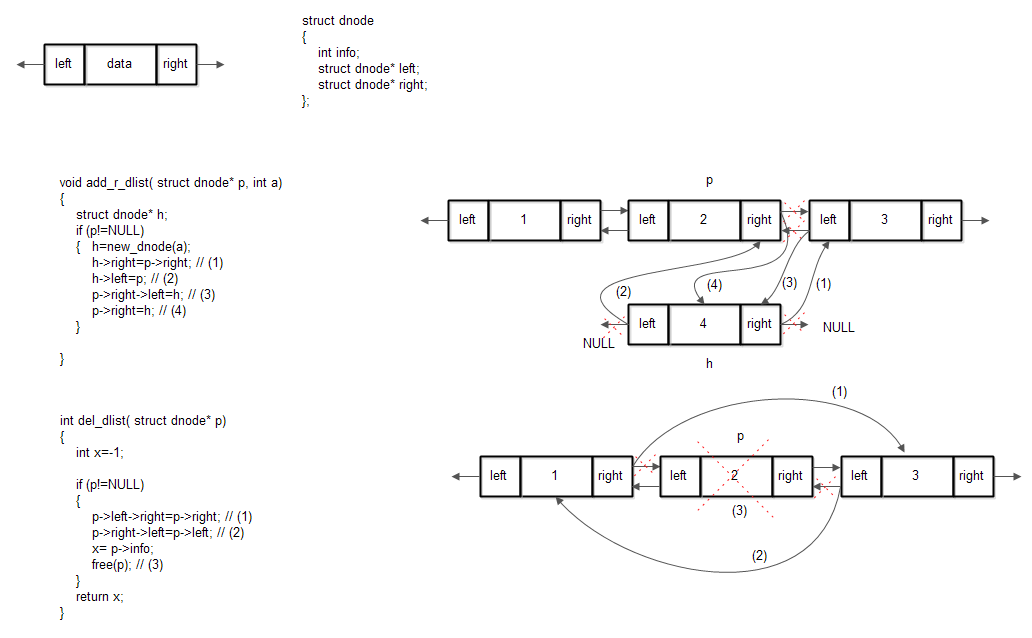 left data right
struct dnode
{
int info;
struct dnode* left;
struct dnode* right;
};
void add_r_dlist( struct dnode* p, int a)
{
struct dnode* h;
if (p!=NULL)
{ h=new_dnode(a);
h->right=p->right; // (1)
h->left=p; // (2)
p->right->left=h; // (3)
p->right=h; // (4)
}
}
p
left 1 right left 2 right left 3 right
(2) (4) (3) (1)
left 4 right
NULL NULL
h
int del_dlist( struct dnode* p)
{
int x=-1;
if (p!=NULL)
{
p->left->right=p->right; // (1)
p->right->left=p->left; // (2)
x= p->info;
free(p); // (3)
}
return x;
}
(1)
p
left 1 right left 2 right left 3 right
(3)
(2)